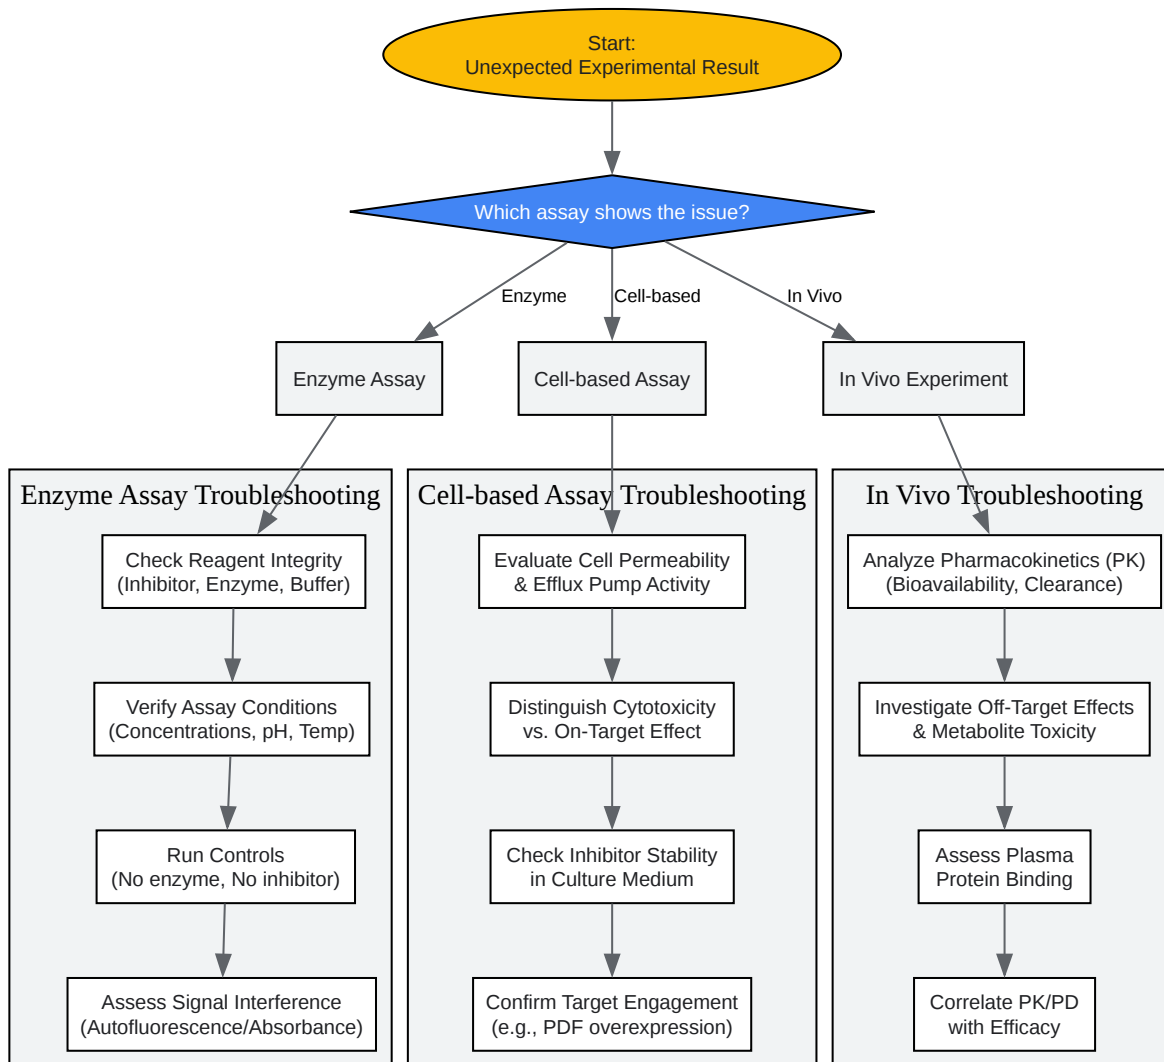 Start:
Unexpected Experimental Result
Which assay shows the issue?
Enzyme
Cell-based
In Vivo
Enzyme Assay
Cell-based Assay
In Vivo Experiment
Enzyme Assay Troubleshooting
Check Reagent Integrity
(Inhibitor, Enzyme, Buffer)
Verify Assay Conditions
(Concentrations, pH, Temp)
Run Controls
(No enzyme, No inhibitor)
Assess Signal Interference
(Autofluorescence/Absorbance)
Cell-based Assay Troubleshooting
Evaluate Cell Permeability
& Efflux Pump Activity
Distinguish Cytotoxicity
vs. On-Target Effect
Check Inhibitor Stability
in Culture Medium
Confirm Target Engagement
(e.g., PDF overexpression)
In Vivo Troubleshooting
Analyze Pharmacokinetics (PK)
(Bioavailability, Clearance)
Investigate Off-Target Effects
& Metabolite Toxicity
Assess Plasma
Protein Binding
Correlate PK/PD
with Efficacy